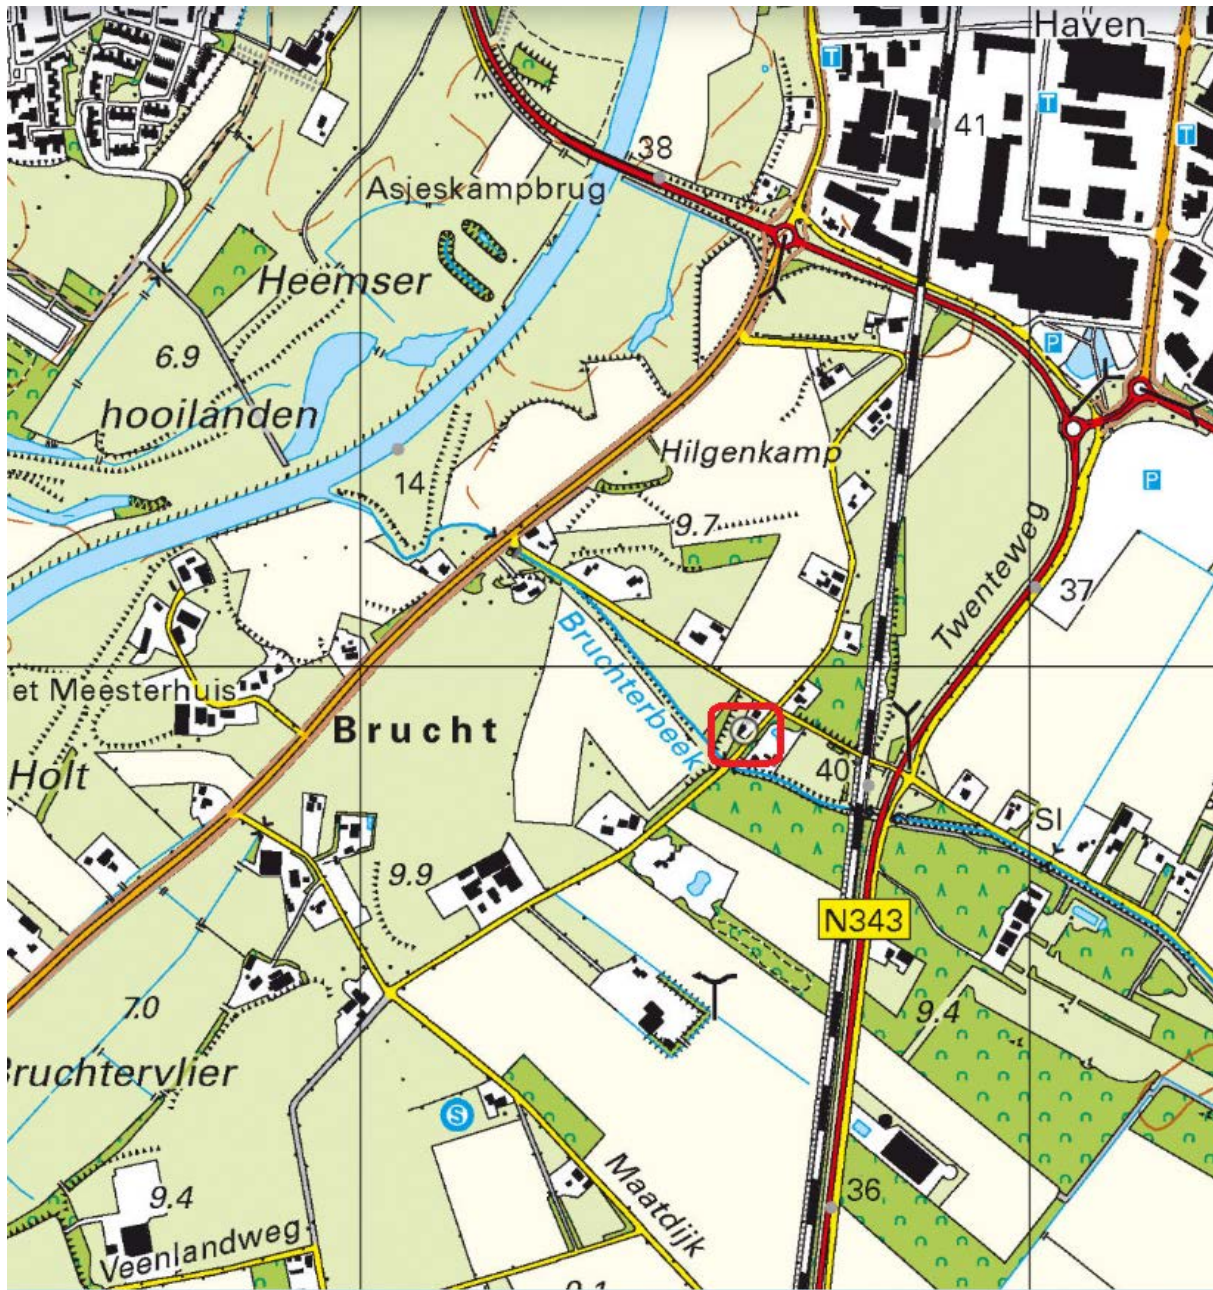 Haven
T
T
T
41
38
Asjeskampbrug
Heemser
6.9
P
hooilanden
Hilgenkamp
14
P
9.7
Twenteweg
37
Bruchterbeek
et Meesterhuis
Brucht
Holt
40
Sl
9.9
N343
7.0
9.4
ruchtervlier
S
Maatdijk
9.4
36
Veenlandweg